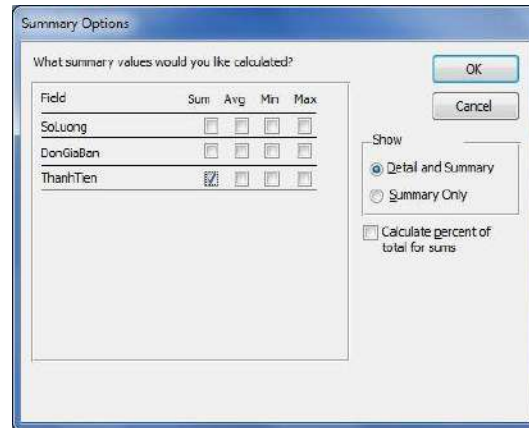 Summary Options
What summary values would you like calculated?
OK
Cancel
Field Sum Avg Min Max
SoLuong
DonGiaBan
ThanhTien
Show
Detail and Summary
Summary Only
Calculate percent of
total for sums